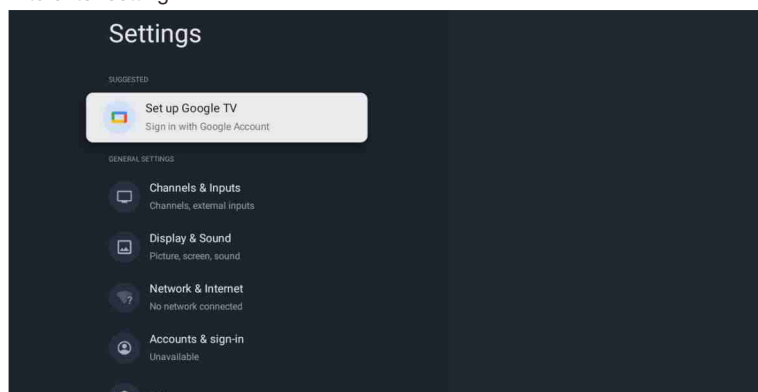 Settings
SUGGESTED
Set up Google TV
Sign in with Google Account
GENERAL SETTINGS
Channels & Inputs
Channels, external inputs
Display & Sound
Picture, screen, sound
Network & Internet
No network connected
Accounts & sign-in
Unavailable